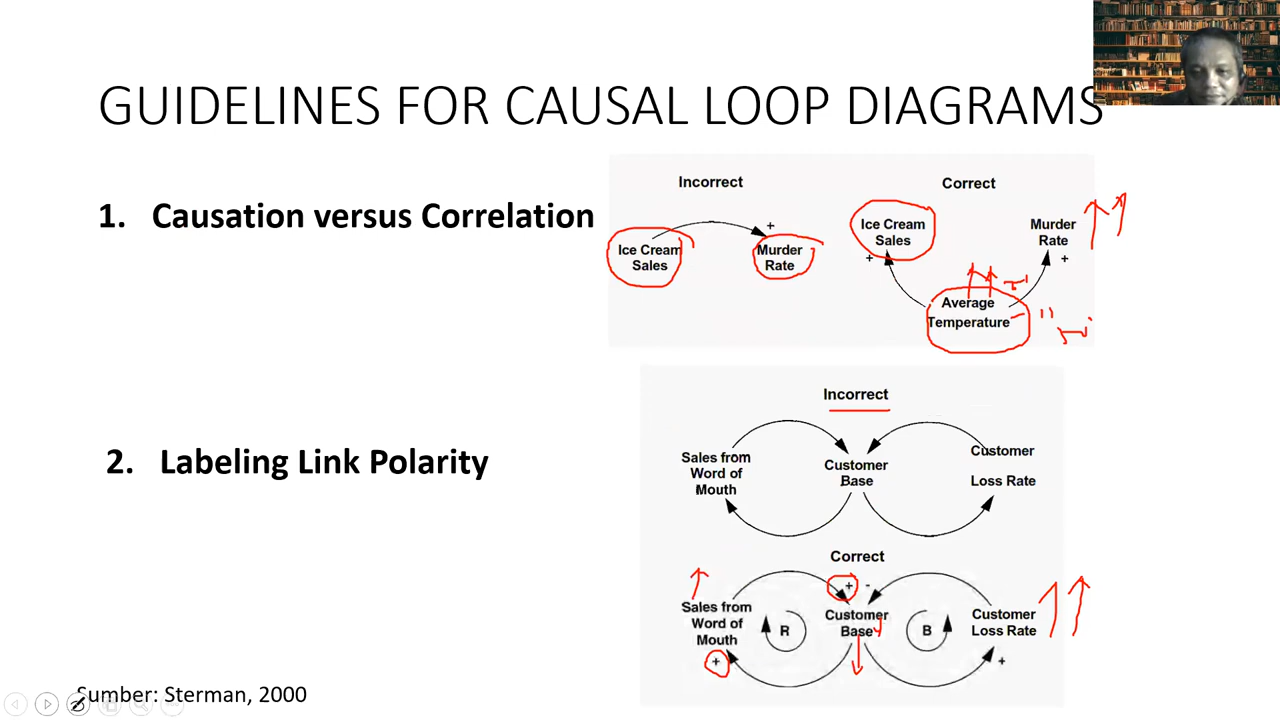 GUIDELINES FOR CAUSAL LOOP DIAGRAMS
1. Causation versus Correlation
Incorrect
Ice Cream
Sales
+
Murder
Rate
Correct
Ice Cream
Sales
+
Murder
Rate
+
Average
Temperature
2. Labeling Link Polarity
Incorrect
Sales from
Word of
Mouth
Customer
Base
Customer
Loss Rate
Correct
+ -
Sales from
Word of
Mouth
+
R
Customer
Base
B
Customer
Loss Rate
+
Sumber: Sterman, 2000